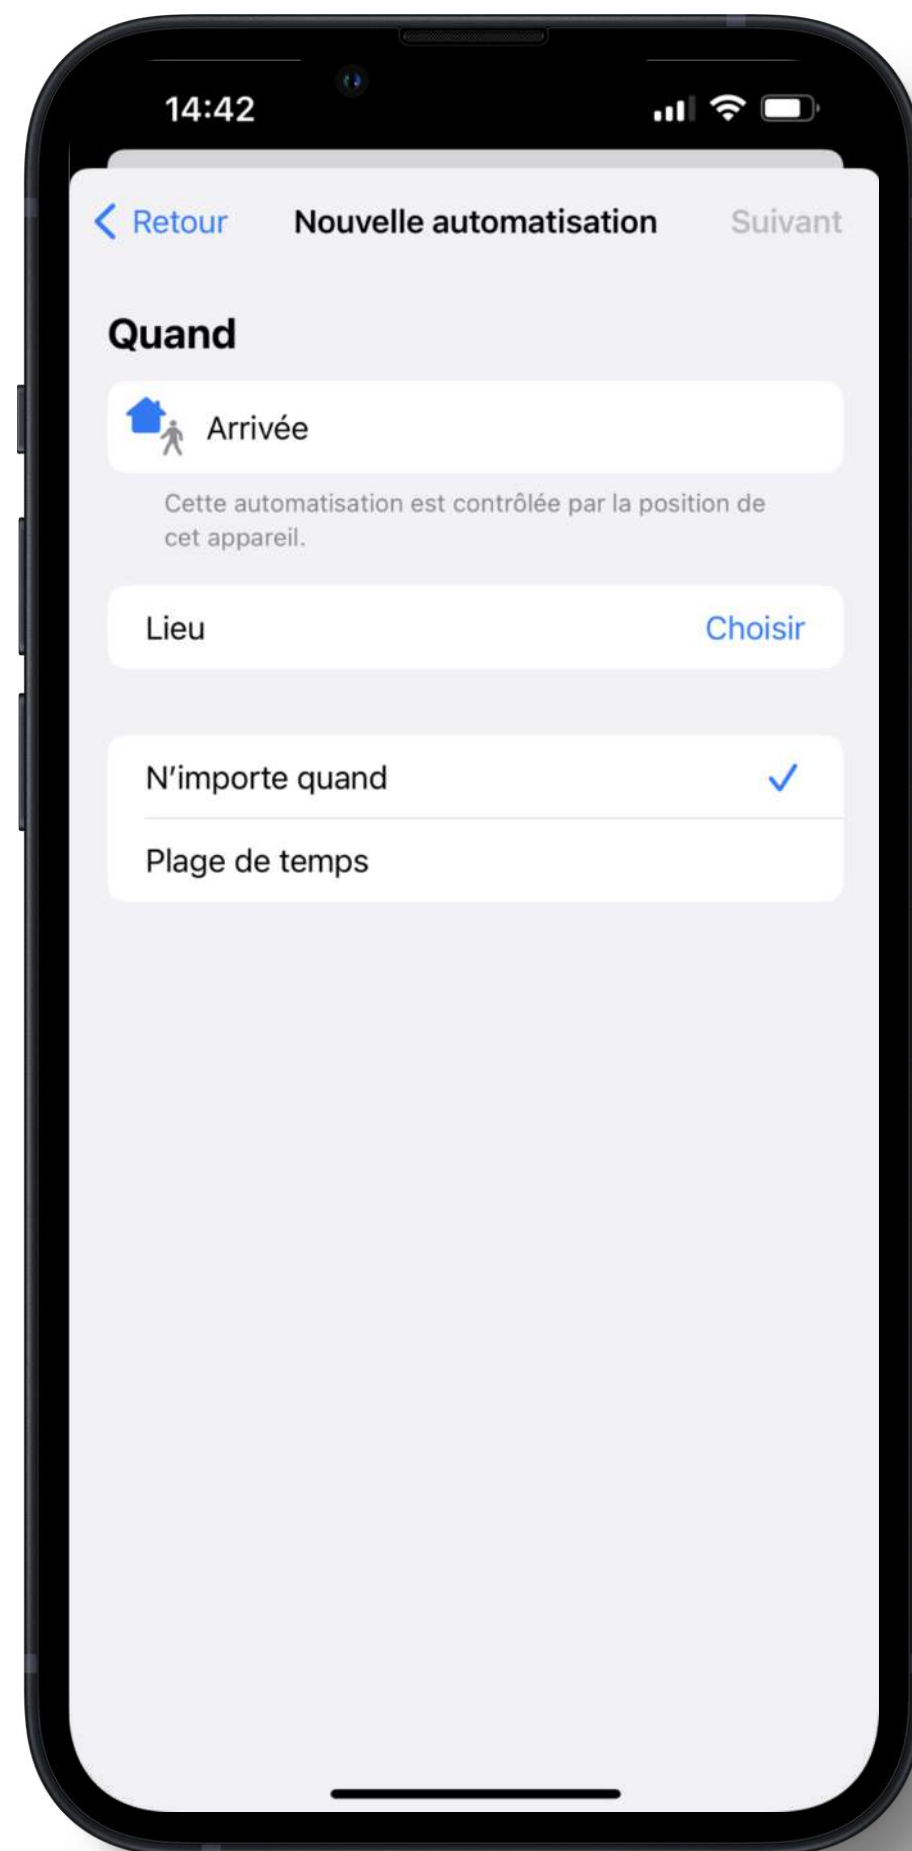 14:42
Retour Nouvelle automatisation Suivant
Quand
Arrivée
Cette automatisation est contrôlée par la position de
cet appareil.
Lieu Choisir
N'importe quand
Plage de temps